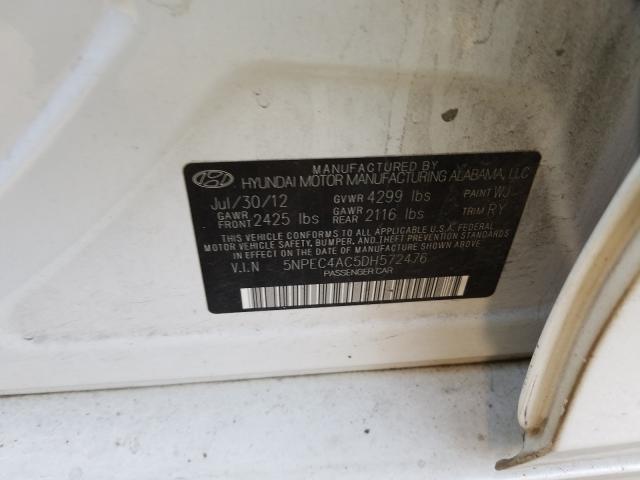 MANUFACTURED BY
HYUNDAI MOTOR MANUFACTURING ALABAMA, LLC
Jul/30/12 GVWR 4299 lbs PAINT WJ
GAWR FRONT 2425 lbs GAWR REAR 2116 lbs TRIM RY
THIS VEHICLE CONFORMS TO ALL APPLICABLE FEDERAL
MOTOR VEHICLE SAFETY, BUMPER, AND THEFT PREVENTION STANDARDS
IN EFFECT ON THE DATE OF MANUFACTURE SHOWN ABOVE.
V.I.N 5NPEC4AC5DH572476
PASSENGER CAR